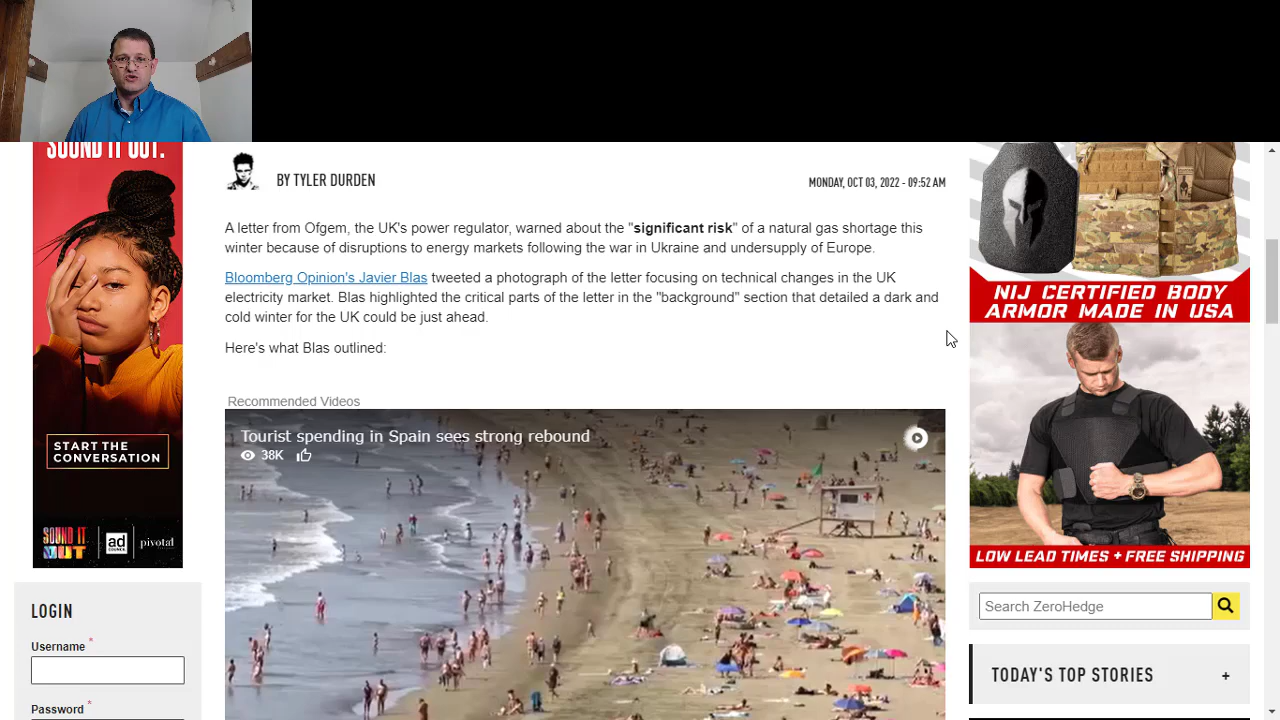 SOUND IT OUT.
BY TYLER DURDEN
MONDAY, OCT 03, 2022 - 09:52 AM
A letter from Ofgem, the UK's power regulator, warned about the "significant risk" of a natural gas shortage this
winter because of disruptions to energy markets following the war in Ukraine and undersupply of Europe.
Bloomberg Opinion's Javier Blas tweeted a photograph of the letter focusing on technical changes in the UK
electricity market. Blas highlighted the critical parts of the letter in the "background" section that detailed a dark and
cold winter for the UK could be just ahead.
Here's what Blas outlined:
Recommended Videos
Tourist spending in Spain sees strong rebound
38K
START THE
CONVERSATION
SOUND IT
OUT
ad
COUNCIL
pivotal
LOGIN
Username *
Password *
NIJ CERTIFIED BODY
ARMOR MADE IN USA
LOW LEAD TIMES + FREE SHIPPING
Search ZeroHedge
TODAY'S TOP STORIES +